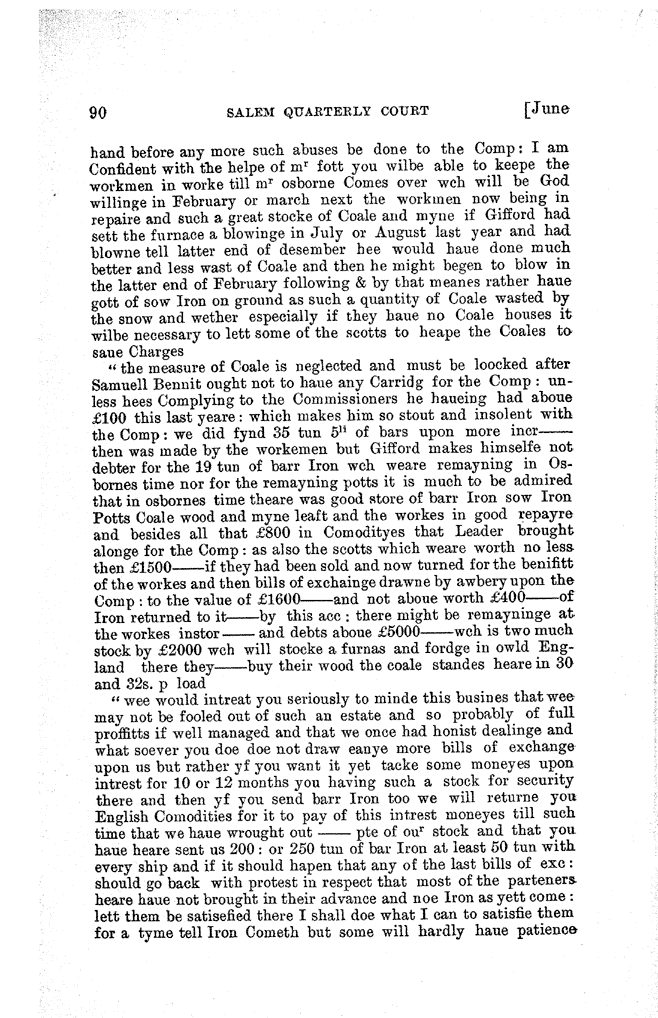 90 SALEM QUARTERLY COURT [June
hand before any more such abuses be done to the Comp: I am
Confident with the helpe of mʳ fott you wilbe able to keepe the
workmen in worke till mʳ osborne Comes over wch will be God
willinge in February or march next the workmen now being in
repaire and such a great stocke of Coale and myne if Gifford had
sett the furnace a blowinge in July or August last year and had
blowne tell latter end of desember hee would haue done much
better and less wast of Coale and then he might begen to blow in
the latter end of February following & by that meanes rather haue
gott of sow Iron on ground as such a quantity of Coale wasted by
the snow and wether especially if they haue no Coale houses it
wilbe necessary to lett some of the scotts to heape the Coales to
saue Charges
“ the measure of Coale is neglected and must be loocked after
Samuell Bennit ought not to haue any Carridg for the Comp: un-
less hees Complying to the Commissioners he haueing had aboue
£100 this last yeare: which makes him so stout and insolent with
the Comp: we did fynd 35 tun 5ˡⁱ of bars upon more incr——
then was made by the workemen but Gifford makes himselfe not
debter for the 19 tun of barr Iron wch weare remayning in Os-
bornes time nor for the remayning potts it is much to be admired
that in osbornes time theare was good store of barr Iron sow Iron
Potts Coale wood and myne leaft and the workes in good repayre
and besides all that £800 in Comodityes that Leader brought
alonge for the Comp: as also the scotts which weare worth no less
then £1500——if they had been sold and now turned for the benifitt
of the workes and then bills of exchainge drawne by awbery upon the
Comp: to the value of £1600——and not aboue worth £400——of
Iron returned to it——by this acc: there might be remayninge at
the workes instor —— and debts aboue £5000——wch is two much
stock by £2000 wch will stocke a furnas and fordge in owld Eng-
land there they——buy their wood the coale standes heare in 30
and 32s. p load
“ wee would intreat you seriously to minde this busines that wee
may not be fooled out of such an estate and so probably of full
proffitts if well managed and that we once had honist dealinge and
what soever you doe doe not draw eanye more bills of exchange
upon us but rather yf you want it yet tacke some moneyes upon
intrest for 10 or 12 months you having such a stock for security
there and then yf you send barr Iron too we will returne you
English Comodities for it to pay of this intrest moneyes till such
time that we haue wrought out —— pte of ouʳ stock and that you
haue heare sent us 200: or 250 tun of bar Iron at least 50 tun with
every ship and if it should hapen that any of the last bills of exc:
should go back with protest in respect that most of the parteners
heare haue not brought in their advance and noe Iron as yett come:
lett them be satisefied there I shall doe what I can to satisfie them
for a tyme tell Iron Cometh but some will hardly haue patience